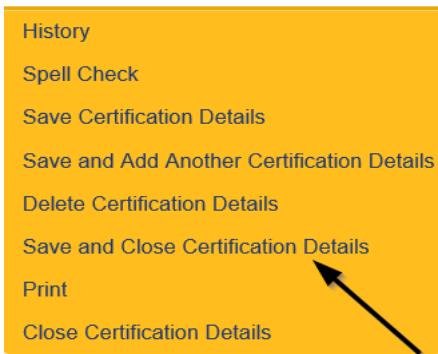 History
Spell Check
Save Certification Details
Save and Add Another Certification Details
Delete Certification Details
Save and Close Certification Details
Print
Close Certification Details